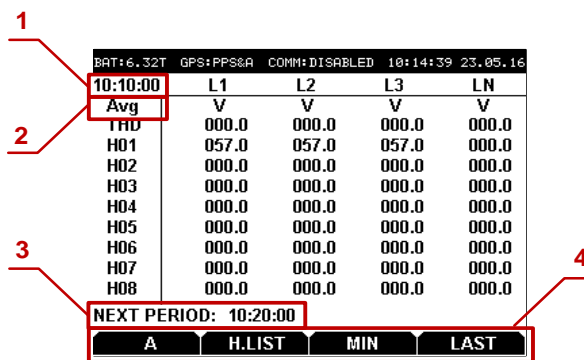 1
BAT:6.32T GPS:PPS&A COMM:DISABLED 10:14:39 23.05.16
10:10:00 L1 L2 L3 LN
Avg V V V V
2
THD 000.0 000.0 000.0 000.0
H01 057.0 057.0 057.0 000.0
H02 000.0 000.0 000.0 000.0
H03 000.0 000.0 000.0 000.0
H04 000.0 000.0 000.0 000.0
H05 000.0 000.0 000.0 000.0
H06 000.0 000.0 000.0 000.0
3
4
H07 000.0 000.0 000.0 000.0
H08 000.0 000.0 000.0 000.0
NEXT PERIOD: 10:20:00
A H.LIST MIN LAST